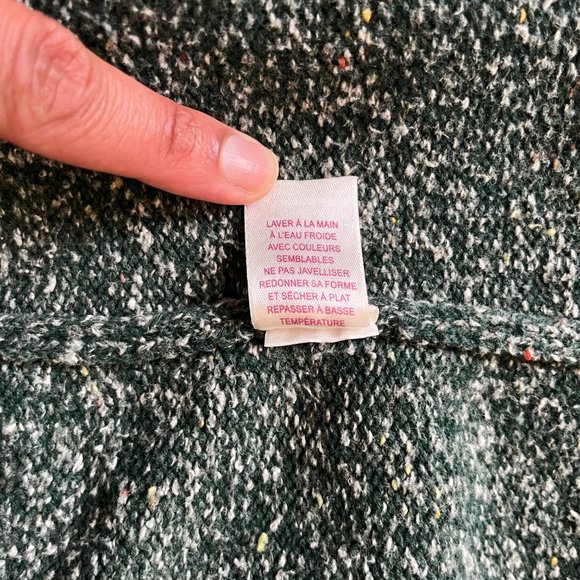 LAVER À LA MAIN
À L'EAU FROIDE
AVEC COULEURS
SEMBLABLES
NE PAS JAVELLISER
REDONNER SA FORME
ET SÉCHER À PLAT
REPASSER À BASSE
TEMPÉRATURE